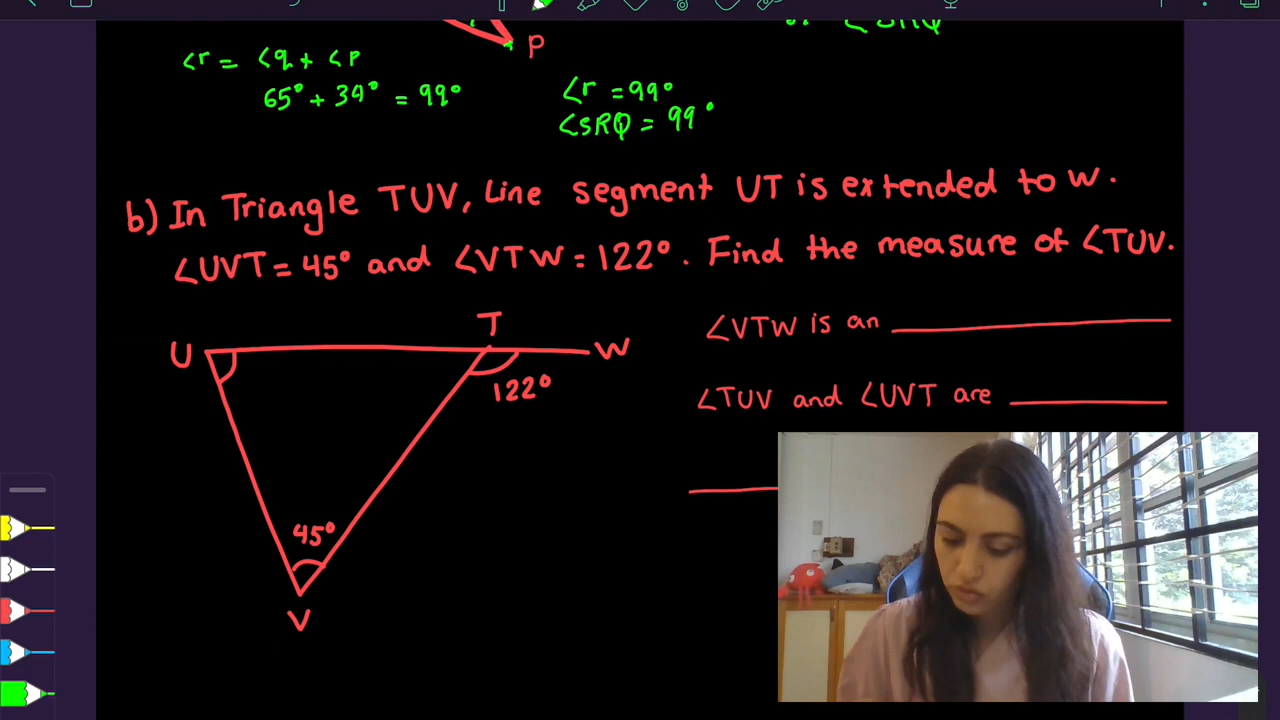 <r = <q + <P
65° + 34° = 99°
P
<r = 99°
<SRQ = 99°
b) In Triangle TUV, Line segment UT is extended to W.
<UVT = 45° and <VTW = 122°. Find the measure of <TUV.
U
T
W
122°
45°
V
<VTW is an
<TUV and <UVT are